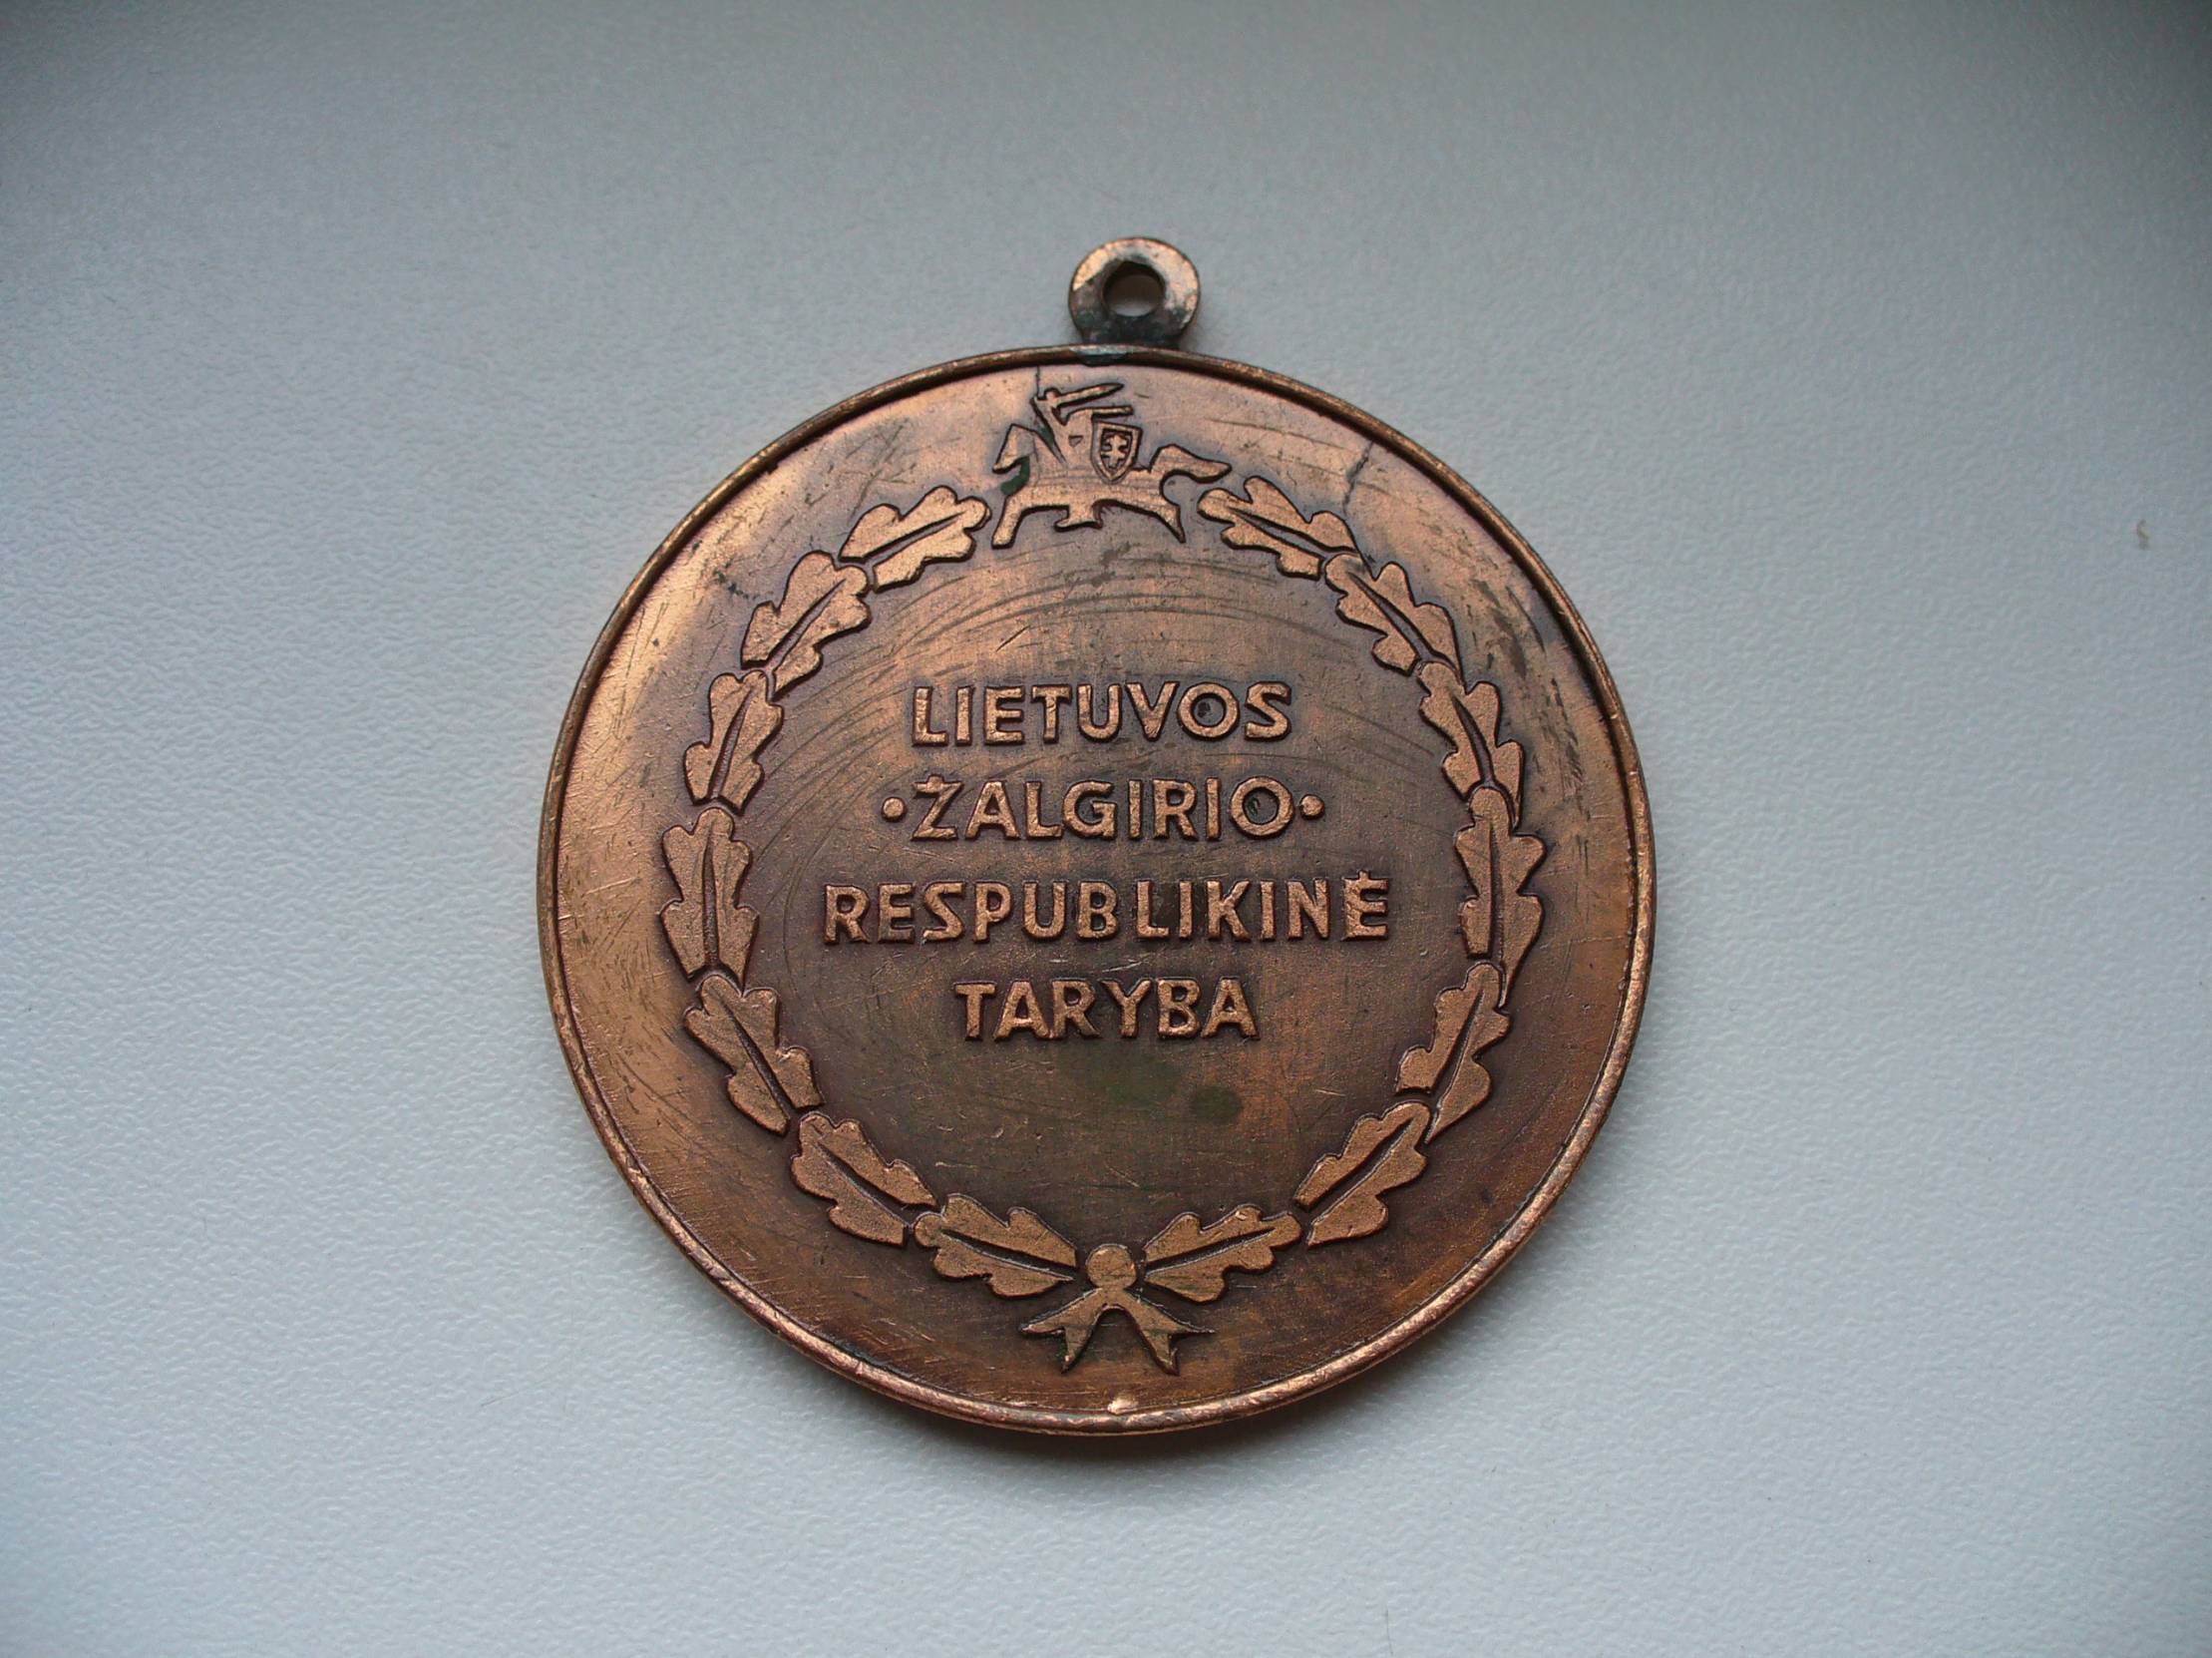 LIETUVOS
•ŽALGIRIO•
RESPUBLIKINĖ
TARYBA